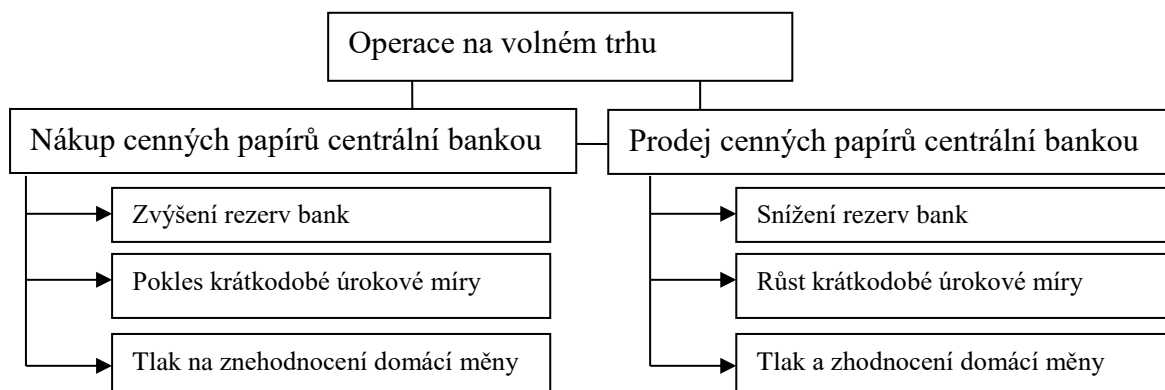 Operace na volném trhu
Nákup cenných papírů centrální bankou
Prodej cenných papírů centrální bankou
Zvýšení rezerv bank
Snížení rezerv bank
Pokles krátkodobé úrokové míry
Růst krátkodobé úrokové míry
Tlak na znehodnocení domácí měny
Tlak a zhodnocení domácí měny